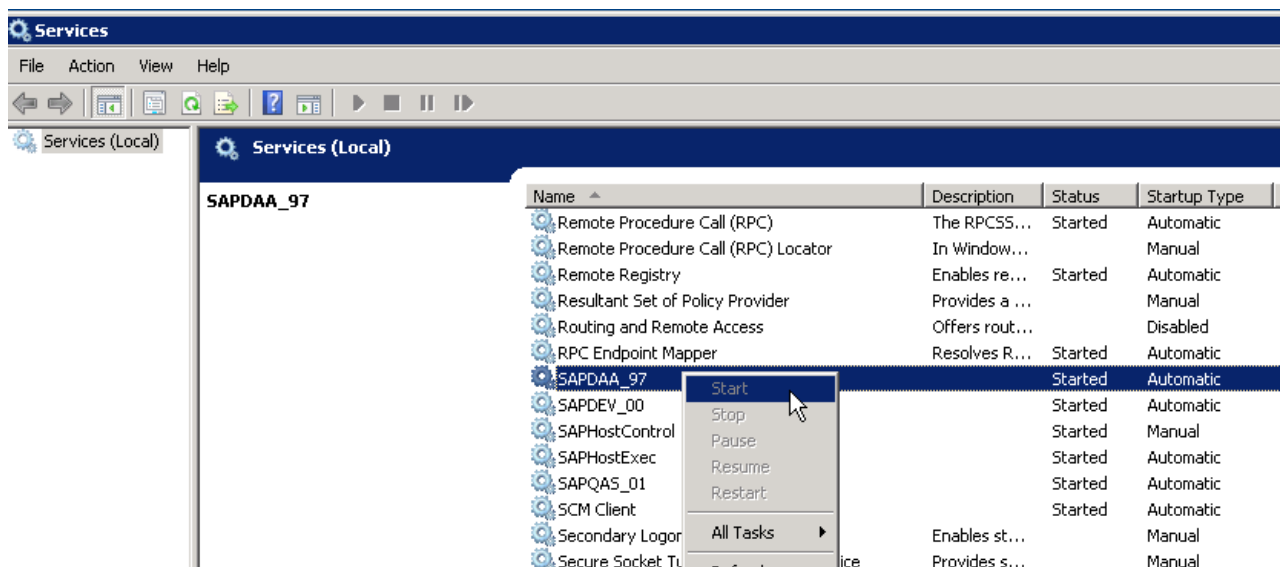 Services
File Action View Help
Services (Local)
Services (Local)
SAPDAA_97
Name Description Status Startup Type
Remote Procedure Call (RPC) The RPCSS... Started Automatic
Remote Procedure Call (RPC) Locator In Window... Manual
Remote Registry Enables re... Started Automatic
Resultant Set of Policy Provider Provides a ... Manual
Routing and Remote Access Offers rout... Disabled
RPC Endpoint Mapper Resolves R... Started Automatic
SAPDAA_97 Started Automatic
SAPDEV_00 Started Automatic
SAPHostControl Started Manual
SAPHostExec Started Automatic
SAPQAS_01 Started Automatic
SCM Client Started Automatic
Secondary Logon Enables st... Manual
Secure Socket Tu ice Provides s... Manual
Start
Stop
Pause
Resume
Restart
All Tasks